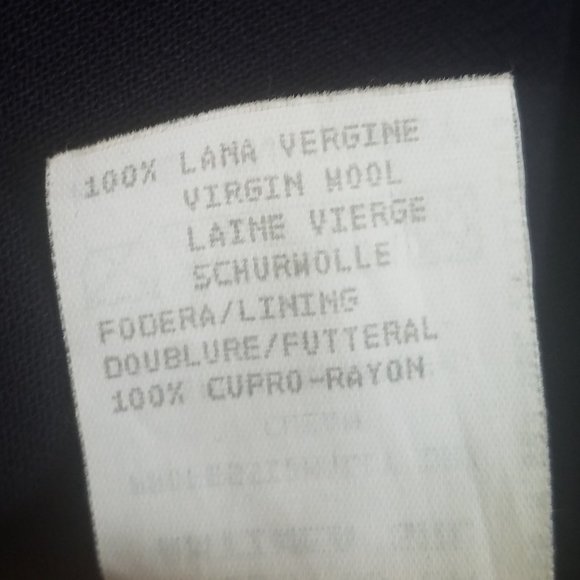 100% LANA VERGINE
VIRGIN WOOL
LAINE VIERGE
SCHURWOLLE
FODERA/LINING
DOUBLURE/FUTTERAL
100% CUPRO-RAYON